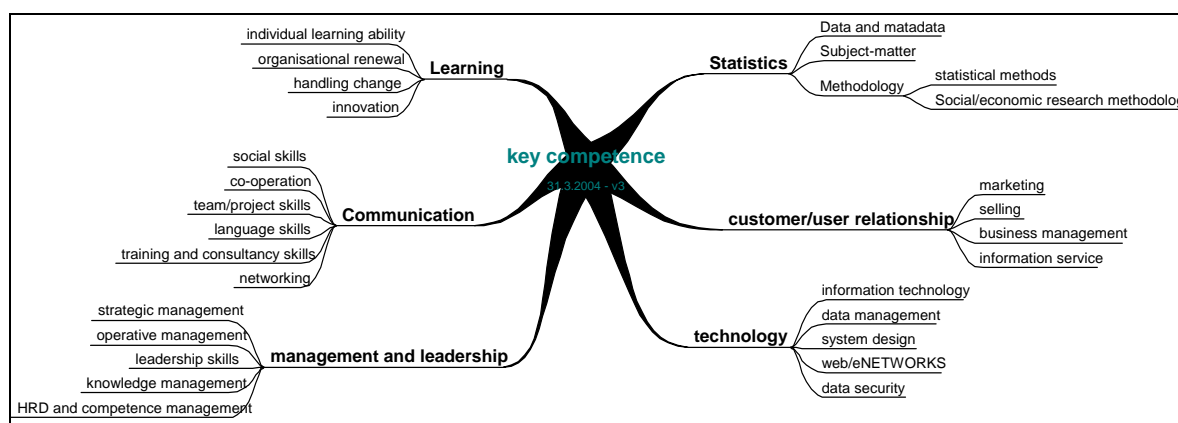 individual learning ability
organisational renewal
handling change
innovation
Learning
social skills
co-operation
team/project skills
language skills
training and consultancy skills
networking
Communication
strategic management
operative management
leadership skills
knowledge management
HRD and competence management
management and leadership
key competence
31.3.2004 - v3
Statistics
Data and matadata
Subject-matter
Methodology
statistical methods
Social/economic research methodolog
customer/user relationship
marketing
selling
business management
information service
technology
information technology
data management
system design
web/eNETWORKS
data security